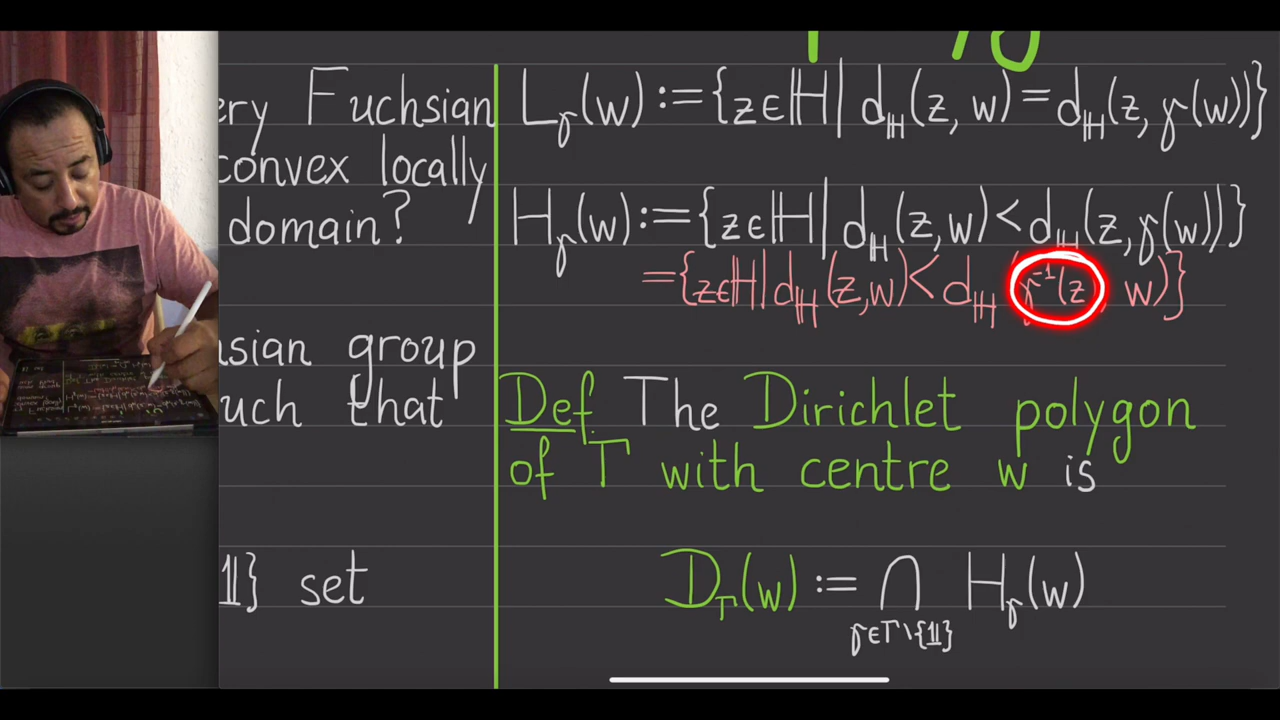 ery Fuchsian
convex locally
domain?
sian group
uch that
𝟙} set
L_γ(w) := {z∈ℍ | d_ℍ(z, w) = d_ℍ(z, γ(w))}
H_γ(w) := {z∈ℍ | d_ℍ(z, w) < d_ℍ(z, γ(w))}
= {z∈ℍ | d_ℍ(z, w) < d_ℍ(γ⁻¹(z), w)}
Def The Dirichlet polygon
of Γ with centre w is
D_Γ(w) := ⋂ H_γ(w)
γ∈Γ\{𝟙}